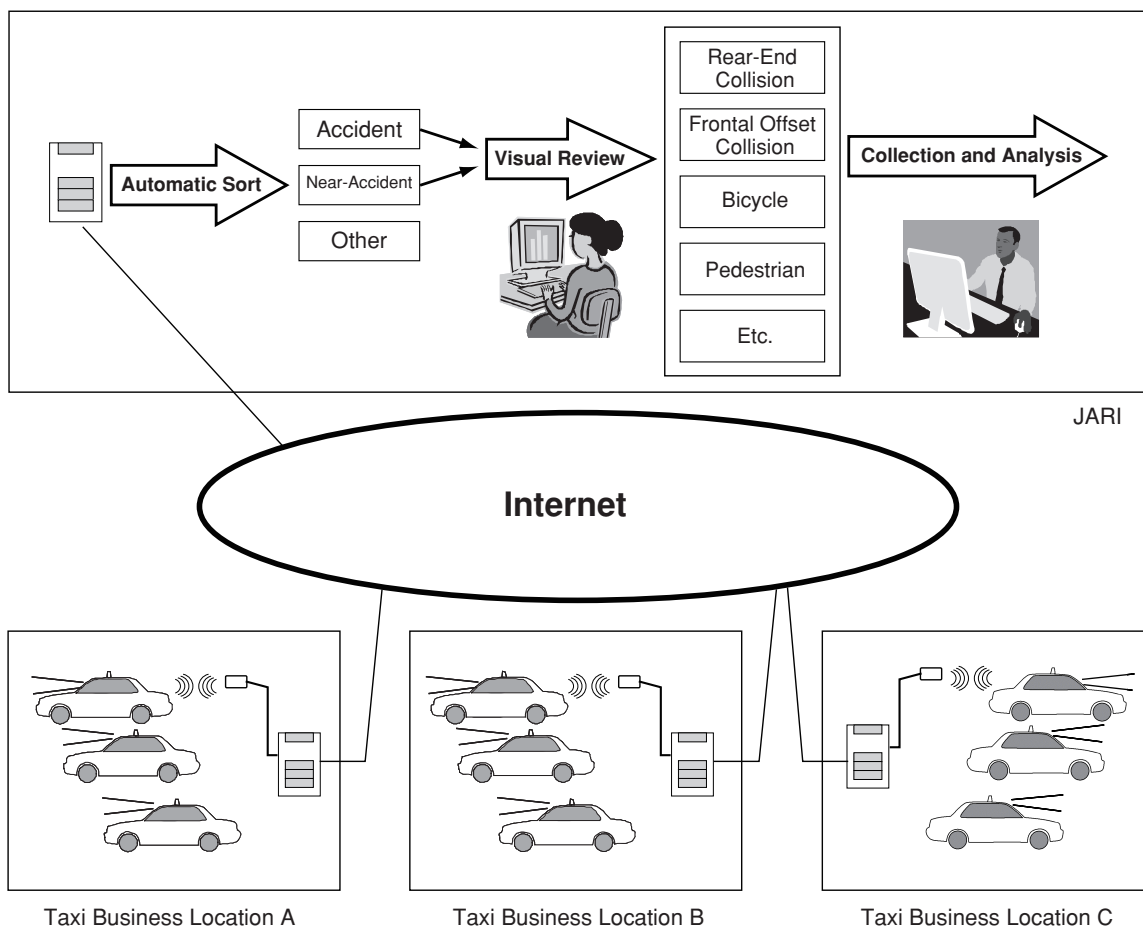 Rear-End
Collision
Frontal Offset
Collision
Bicycle
Pedestrian
Etc.
Automatic Sort
Accident
Near-Accident
Other
Visual Review
Collection and Analysis
JARI
Internet
Taxi Business Location A
Taxi Business Location B
Taxi Business Location C